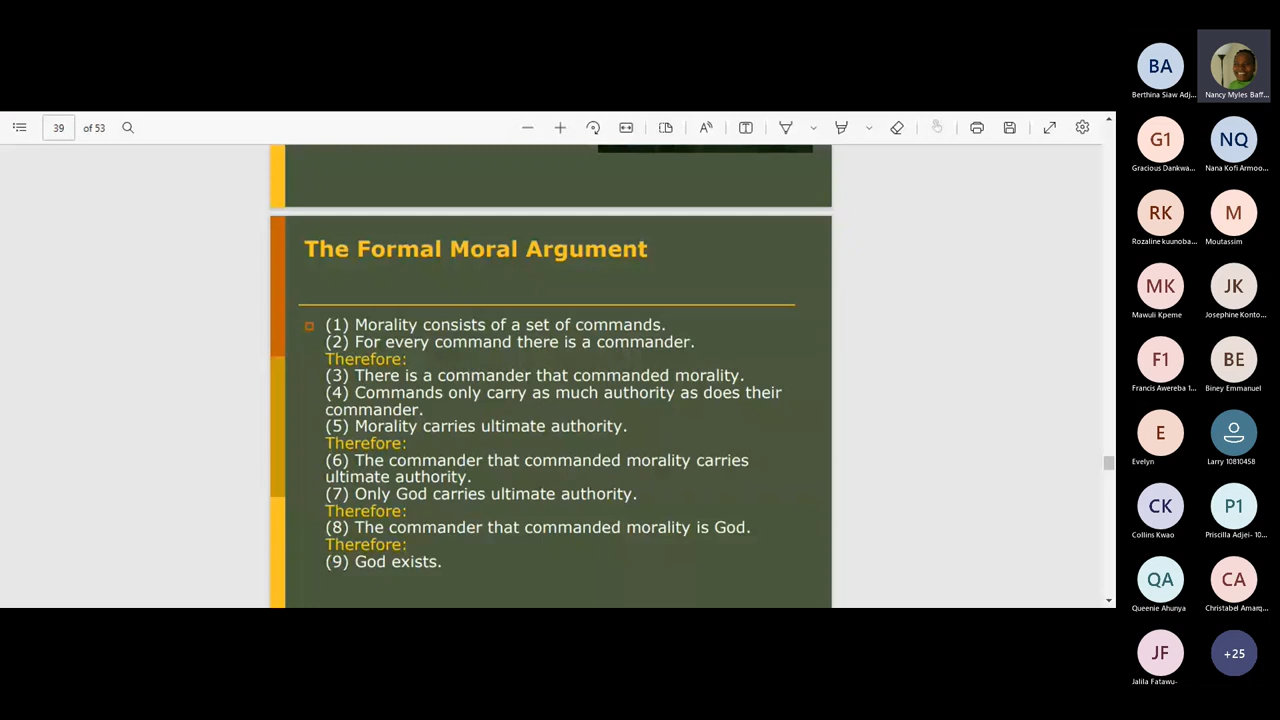 39 of 53
The Formal Moral Argument
(1) Morality consists of a set of commands.
(2) For every command there is a commander.
Therefore:
(3) There is a commander that commanded morality.
(4) Commands only carry as much authority as does their
commander.
(5) Morality carries ultimate authority.
Therefore:
(6) The commander that commanded morality carries
ultimate authority.
(7) Only God carries ultimate authority.
Therefore:
(8) The commander that commanded morality is God.
Therefore:
(9) God exists.
BA
Berthina Siaw Adj... Nancy Myles Baff...
G1 NQ
Gracious Dankwa... Nana Kofi Armoo...
RK M
Rozaline kuunoba... Moutassim
MK JK
Mawuli Kpeme Josephine Konto...
F1 BE
Francis Awereba 1... Biney Emmanuel
E
Evelyn Larry 10810458
CK P1
Collins Kwao Priscilla Adjei- 10...
QA CA
Queenie Ahunya Christabel Amarq...
JF +25
Jalila Fatawu-